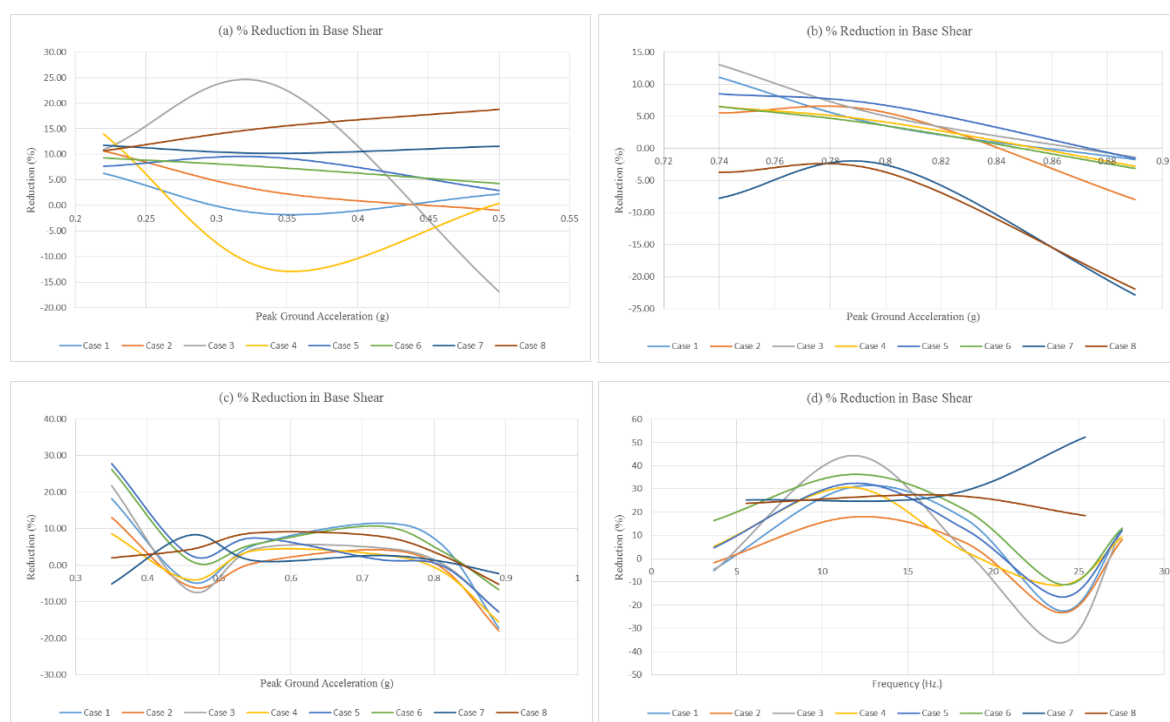 (a) % Reduction in Base Shear
30.00
25.00
20.00
15.00
10.00
5.00
0.00
-5.00
-10.00
-15.00
-20.00
0.2 0.25 0.3 0.35 0.4 0.45 0.5 0.55
Reduction (%)
Peak Ground Acceleration (g)
Case 1 Case 2 Case 3 Case 4 Case 5 Case 6 Case 7 Case 8
(b) % Reduction in Base Shear
15.00
10.00
5.00
0.00
-5.00
-10.00
-15.00
-20.00
-25.00
0.72 0.74 0.76 0.78 0.8 0.82 0.84 0.86 0.88 0.9
Reduction (%)
Peak Ground Acceleration (g)
Case 1 Case 2 Case 3 Case 4 Case 5 Case 6 Case 7 Case 8
(c) % Reduction in Base Shear
40.00
30.00
20.00
10.00
0.00
-10.00
-20.00
-30.00
0.3 0.4 0.5 0.6 0.7 0.8 0.9 1
Reduction (%)
Peak Ground Acceleration (g)
Case 1 Case 2 Case 3 Case 4 Case 5 Case 6 Case 7 Case 8
(d) % Reduction in Base Shear
60
50
40
30
20
10
0
-10
-20
-30
-40
-50
0 5 10 15 20 25 30
Reduction (%)
Frequency (Hz.)
Case 1 Case 2 Case 3 Case 4 Case 5 Case 6 Case 7 Case 8